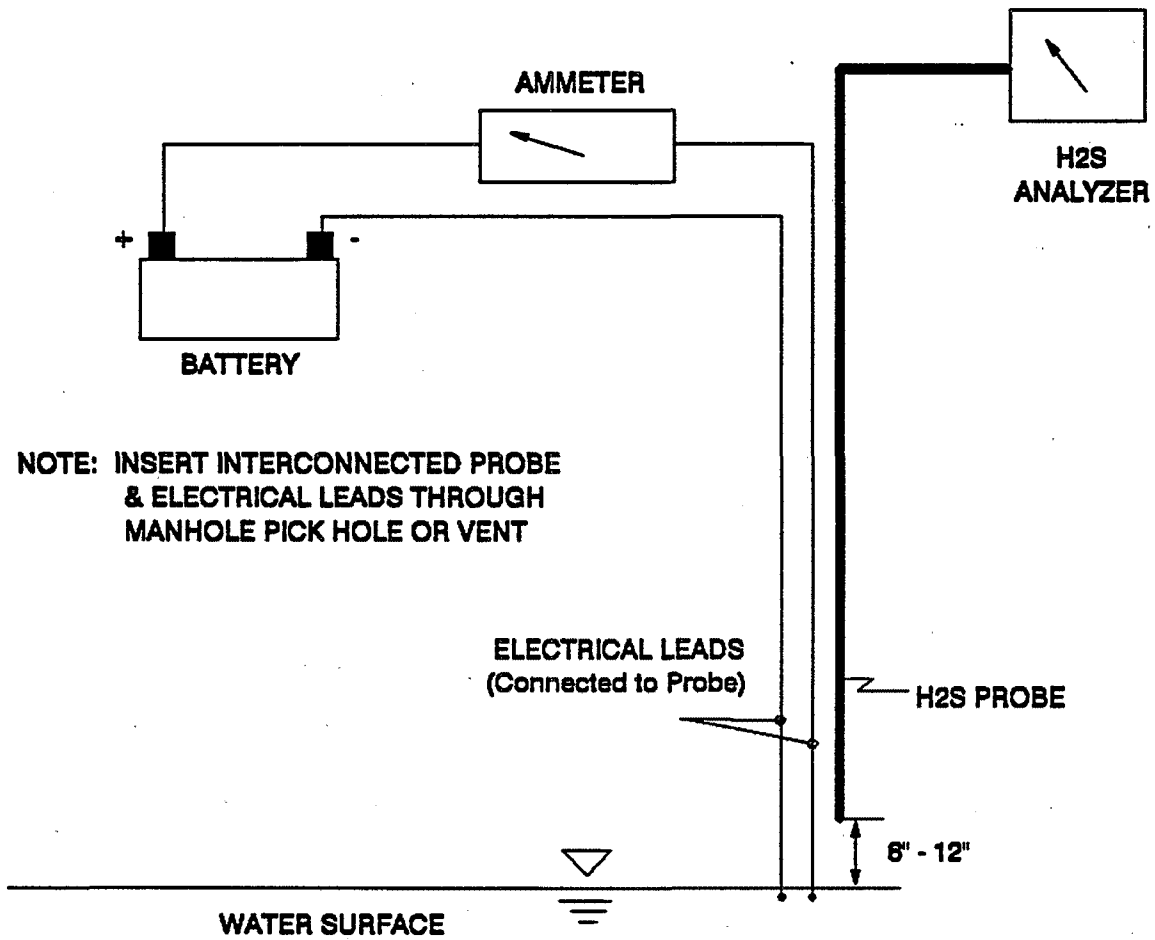 AMMETER
H2S
ANALYZER
+
-
BATTERY
NOTE: INSERT INTERCONNECTED PROBE
& ELECTRICAL LEADS THROUGH
MANHOLE PICK HOLE OR VENT
ELECTRICAL LEADS
(Connected to Probe)
H2S PROBE
6" - 12"
WATER SURFACE